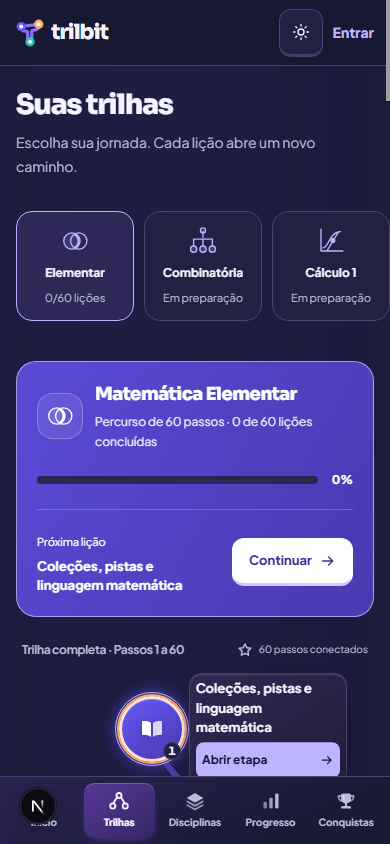 trilbit
Entrar
Suas trilhas
Escolha sua jornada. Cada lição abre um novo
caminho.
Elementar
0/60 lições
Combinatória
Em preparação
Cálculo 1
Em preparação
Matemática Elementar
Percurso de 60 passos · 0 de 60 lições
concluídas
0%
Próxima lição
Coleções, pistas e
linguagem matemática
Continuar →
Trilha completa · Passos 1 a 60
60 passos conectados
Coleções, pistas e
linguagem
matemática
1
Abrir etapa →
N
Trilhas
Disciplinas
Progresso
Conquistas